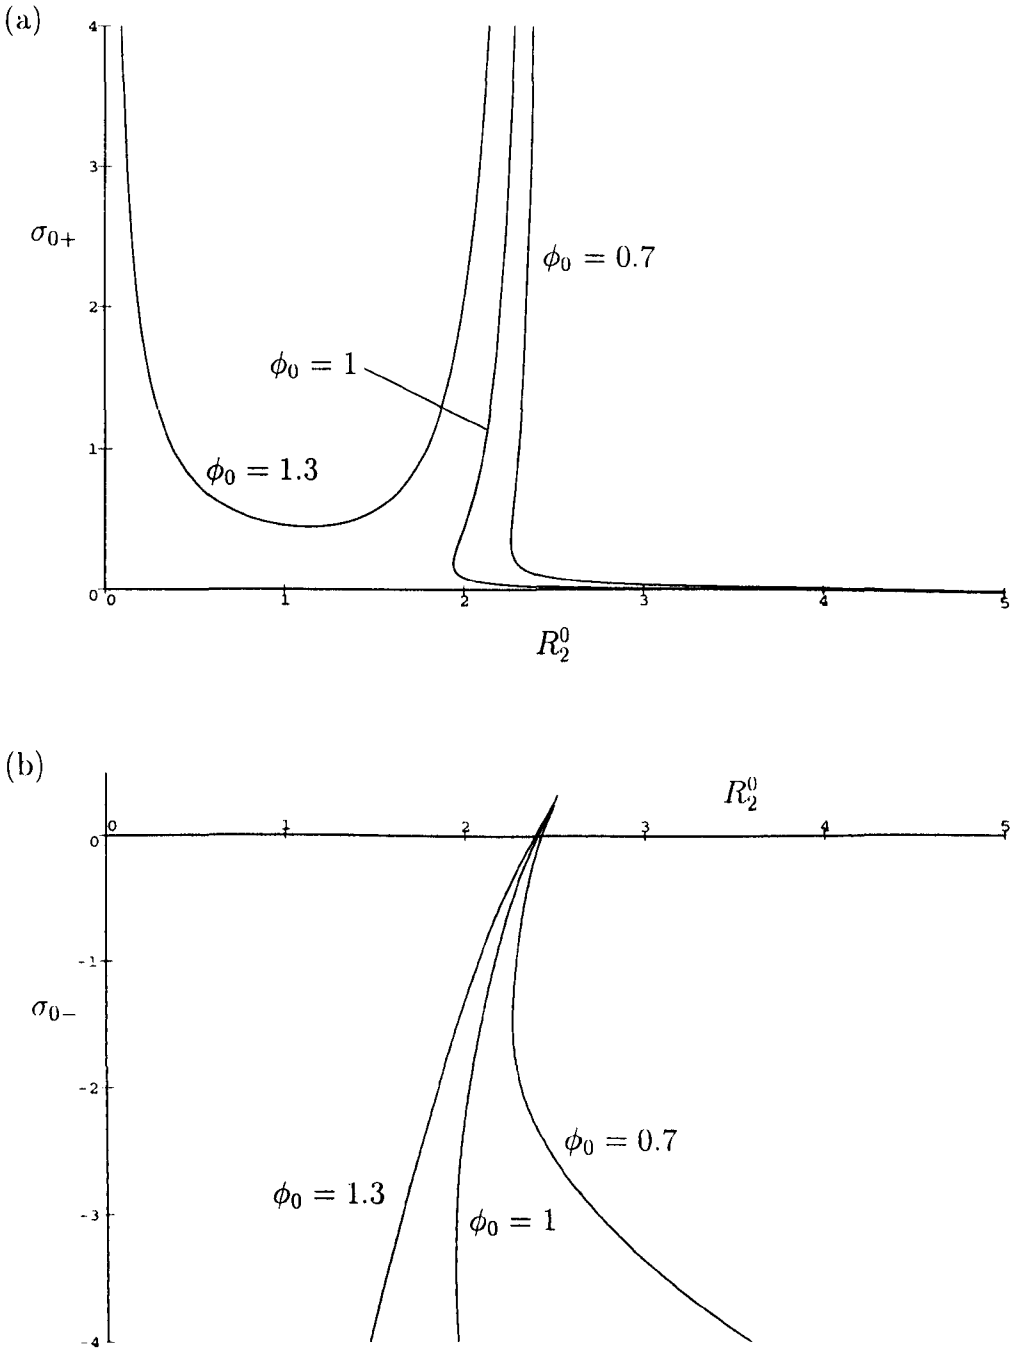 (a)
4
3
σ₀₊
ϕ₀ = 0.7
2
ϕ₀ = 1
1
ϕ₀ = 1.3
0
0 1 2 3 4 5
R₂⁰
(b)
R₂⁰
0 1 2 3 4 5
0
-1
σ₀₋
-2
ϕ₀ = 0.7
ϕ₀ = 1.3
-3
ϕ₀ = 1
-4